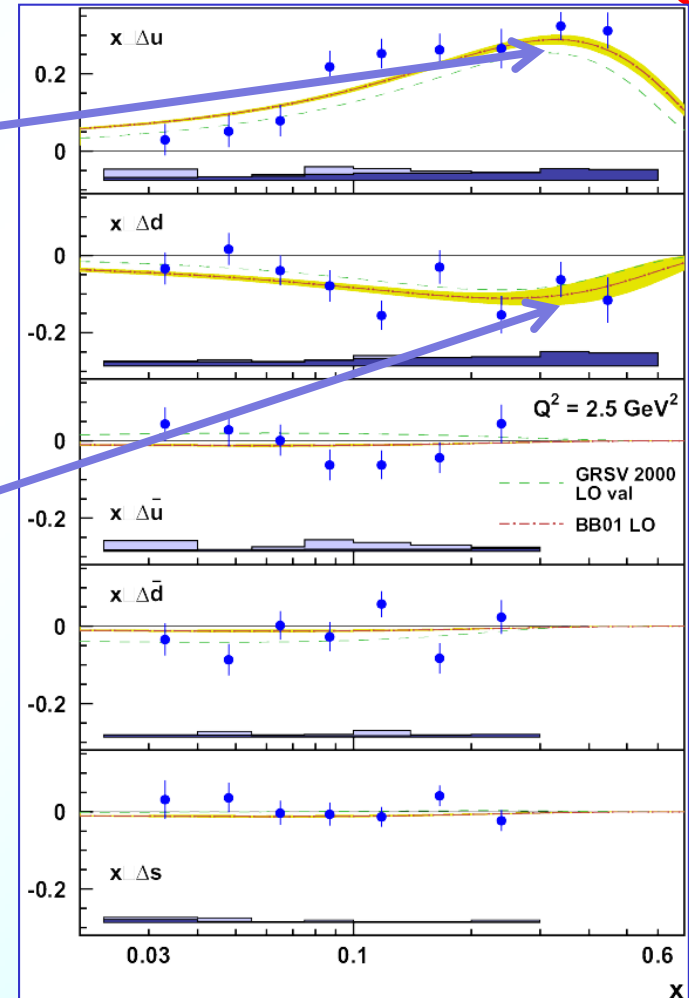 x Δu
0.2
0
x Δd
0
-0.2
Q² = 2.5 GeV²
0
GRSV 2000
LO val
BB01 LO
-0.2
x Δū
x Δd̄
0
-0.2
0
x Δs
-0.2
0.03 0.1 0.6
x